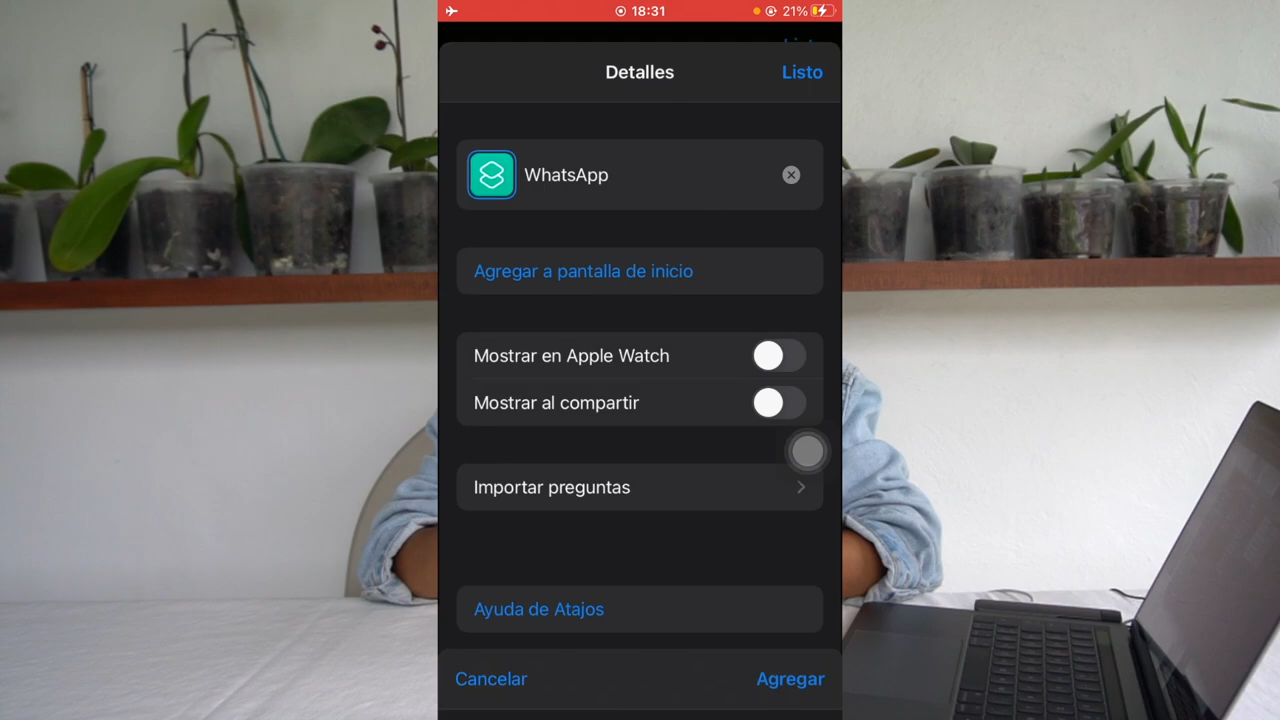 18:31
21%
Detalles
Listo
WhatsApp
Agregar a pantalla de inicio
Mostrar en Apple Watch
Mostrar al compartir
Importar preguntas
Ayuda de Atajos
Cancelar
Agregar